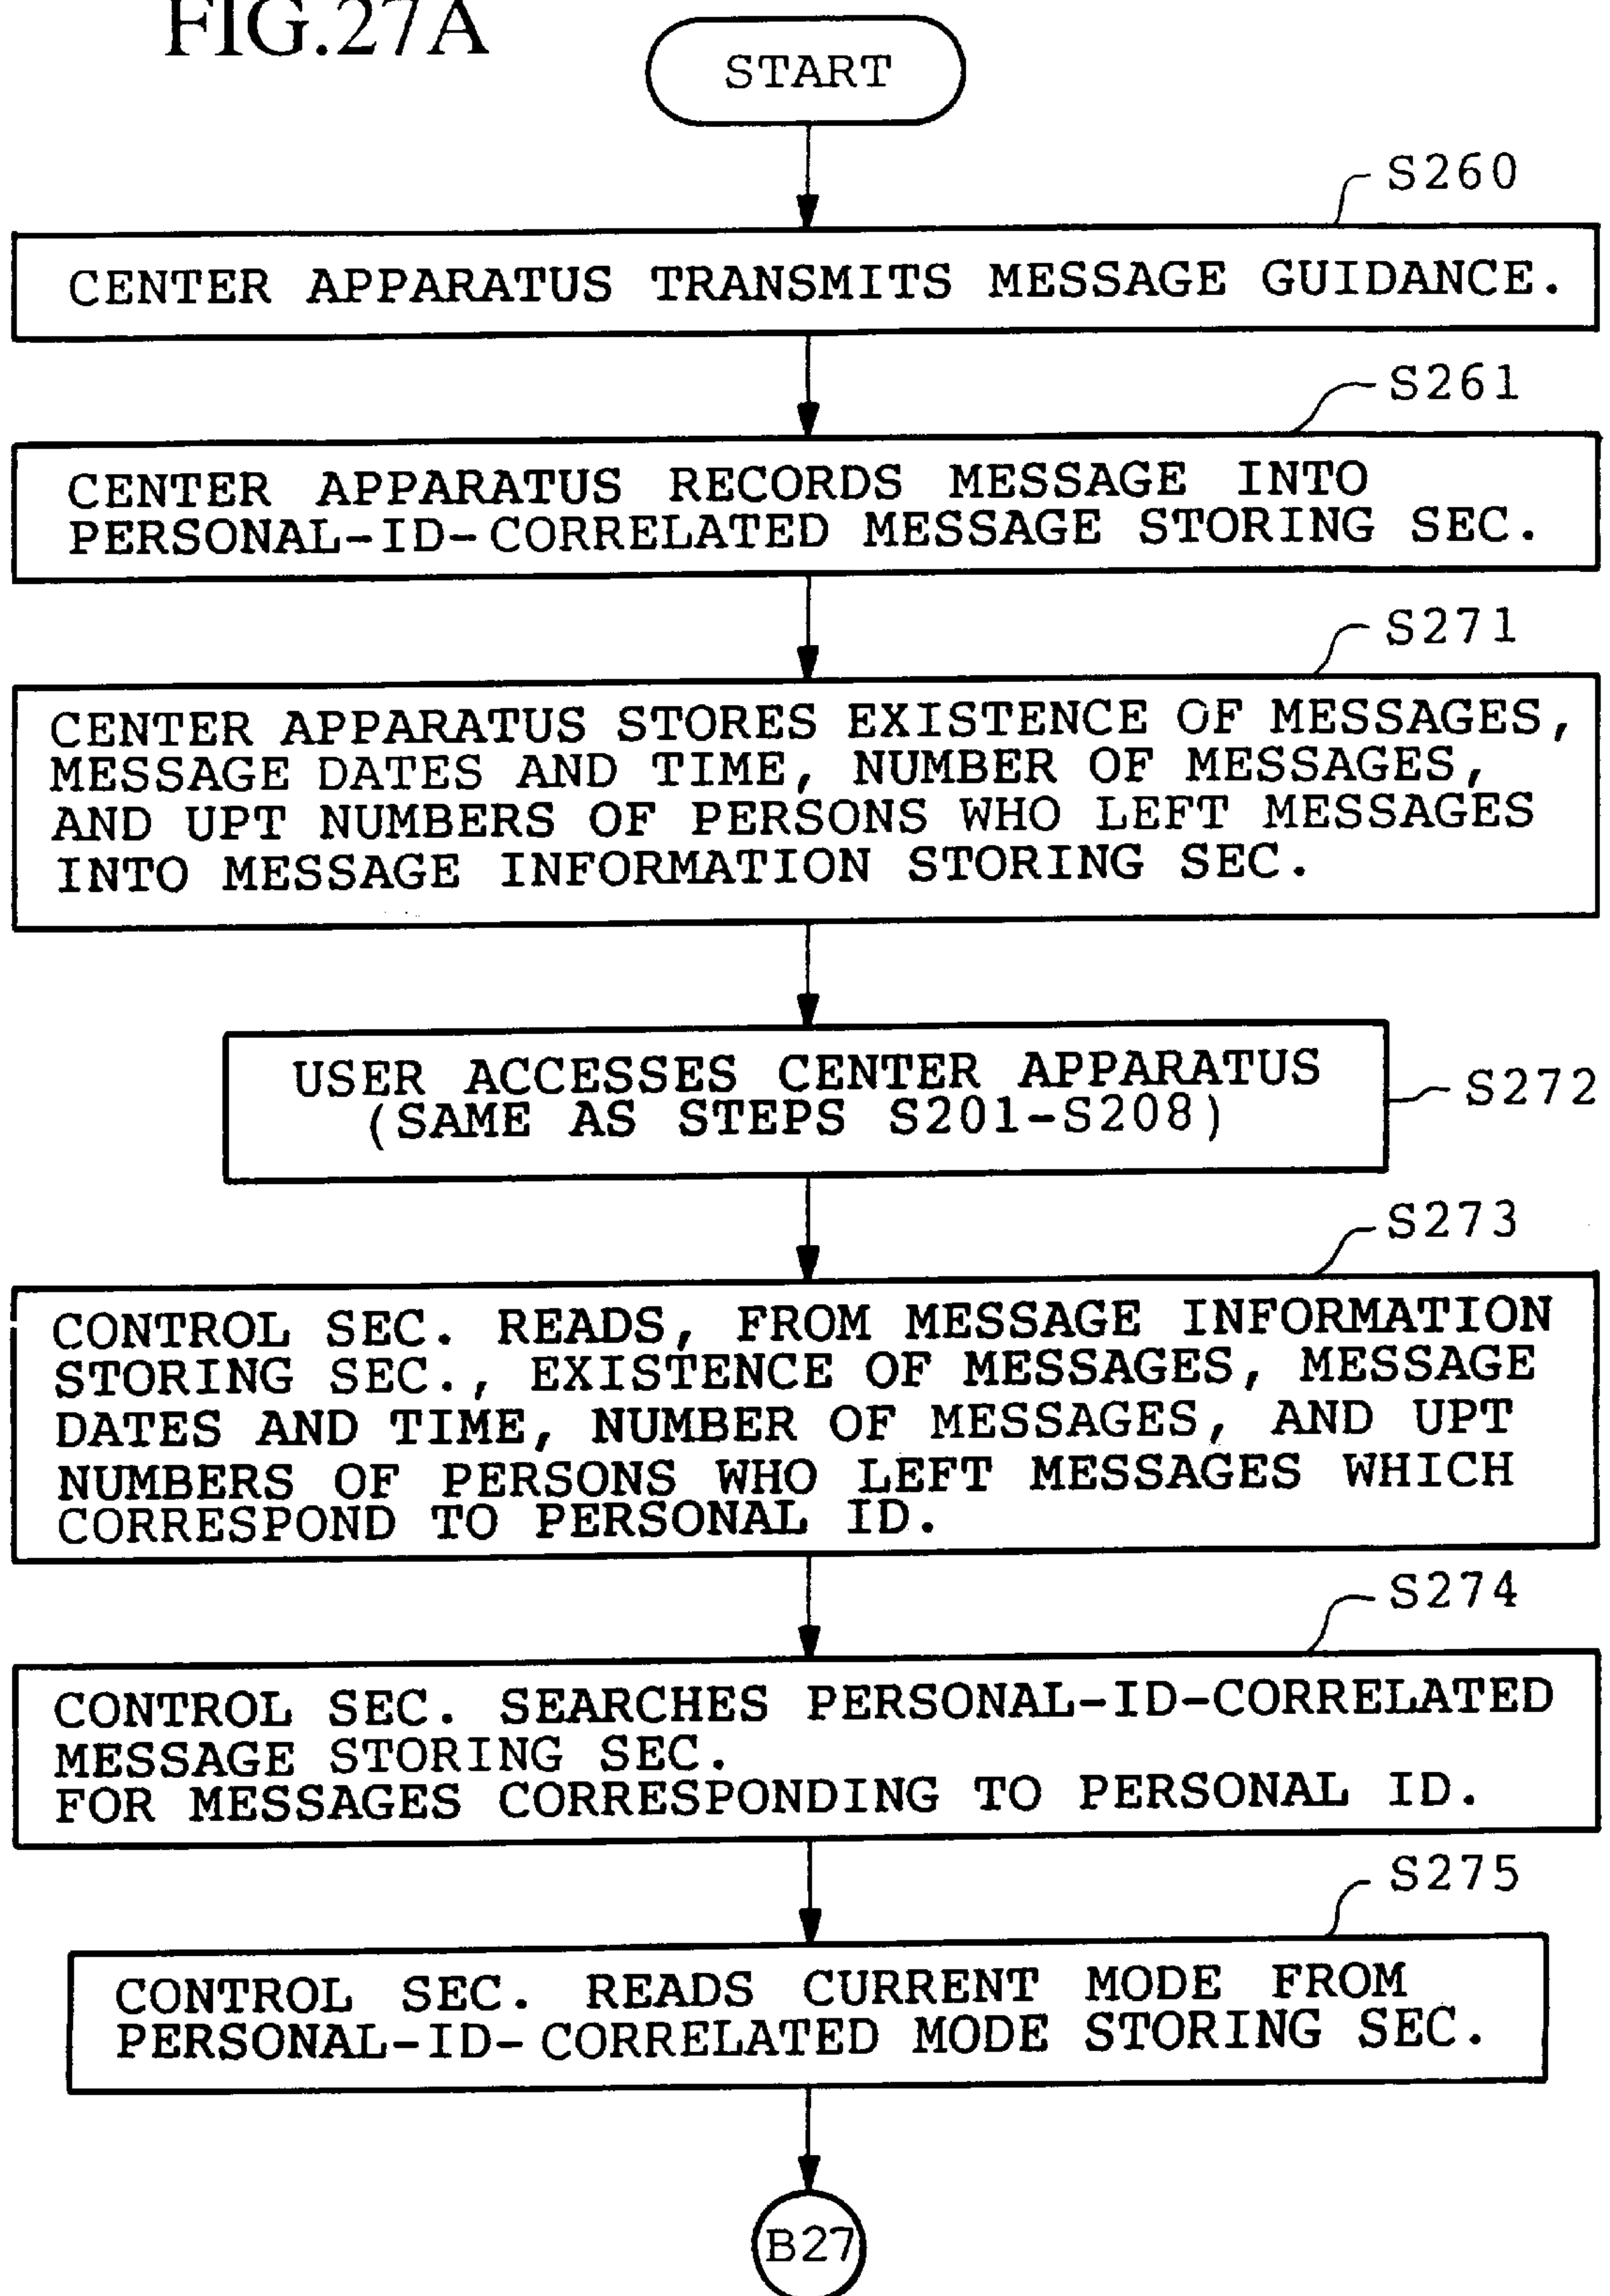 FIG.27A
START
S260
CENTER APPARATUS TRANSMITS MESSAGE GUIDANCE.
S261
CENTER APPARATUS RECORDS MESSAGE INTO
PERSONAL-ID-CORRELATED MESSAGE STORING SEC.
S271
CENTER APPARATUS STORES EXISTENCE OF MESSAGES,
MESSAGE DATES AND TIME, NUMBER OF MESSAGES,
AND UPT NUMBERS OF PERSONS WHO LEFT MESSAGES
INTO MESSAGE INFORMATION STORING SEC.
USER ACCESSES CENTER APPARATUS
(SAME AS STEPS S201-S208)
S272
S273
CONTROL SEC. READS, FROM MESSAGE INFORMATION
STORING SEC., EXISTENCE OF MESSAGES, MESSAGE
DATES AND TIME, NUMBER OF MESSAGES, AND UPT
NUMBERS OF PERSONS WHO LEFT MESSAGES WHICH
CORRESPOND TO PERSONAL ID.
S274
CONTROL SEC. SEARCHES PERSONAL-ID-CORRELATED
MESSAGE STORING SEC.
FOR MESSAGES CORRESPONDING TO PERSONAL ID.
S275
CONTROL SEC. READS CURRENT MODE FROM
PERSONAL-ID-CORRELATED MODE STORING SEC.
B27